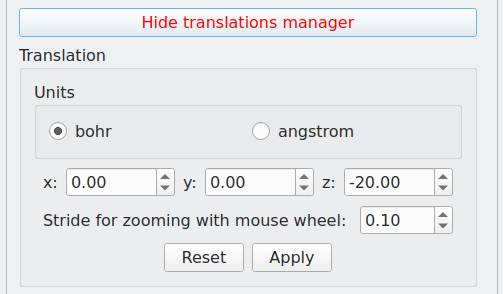 Hide translations manager
Translation
Units
bohr angstrom
x: 0.00 y: 0.00 z: -20.00
Stride for zooming with mouse wheel: 0.10
Reset Apply